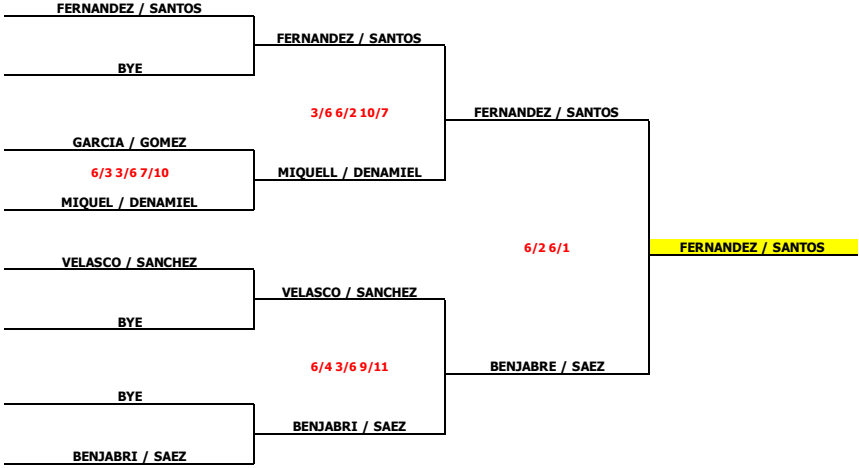 FERNANDEZ / SANTOS
FERNANDEZ / SANTOS
BYE
3/6 6/2 10/7
FERNANDEZ / SANTOS
GARCIA / GOMEZ
6/3 3/6 7/10
MIQUELL / DENAMIEL
MIQUEL / DENAMIEL
6/2 6/1
FERNANDEZ / SANTOS
VELASCO / SANCHEZ
VELASCO / SANCHEZ
BYE
6/4 3/6 9/11
BENJABRE / SAEZ
BYE
BENJABRI / SAEZ
BENJABRI / SAEZ